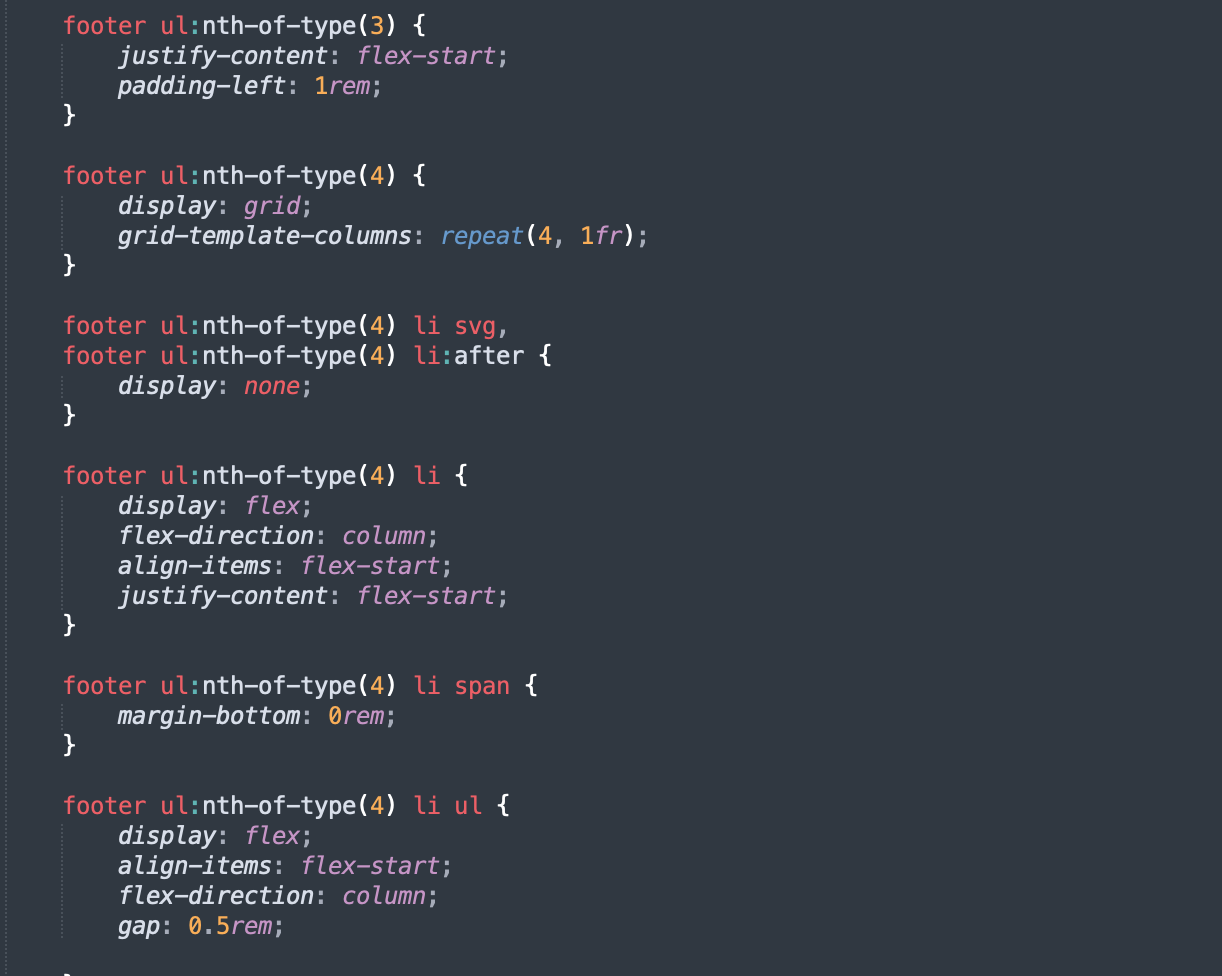 footer ul:nth-of-type(3) {
    justify-content: flex-start;
    padding-left: 1rem;
}

footer ul:nth-of-type(4) {
    display: grid;
    grid-template-columns: repeat(4, 1fr);
}

footer ul:nth-of-type(4) li svg,
footer ul:nth-of-type(4) li:after {
    display: none;
}

footer ul:nth-of-type(4) li {
    display: flex;
    flex-direction: column;
    align-items: flex-start;
    justify-content: flex-start;
}

footer ul:nth-of-type(4) li span {
    margin-bottom: 0rem;
}

footer ul:nth-of-type(4) li ul {
    display: flex;
    align-items: flex-start;
    flex-direction: column;
    gap: 0.5rem;

}